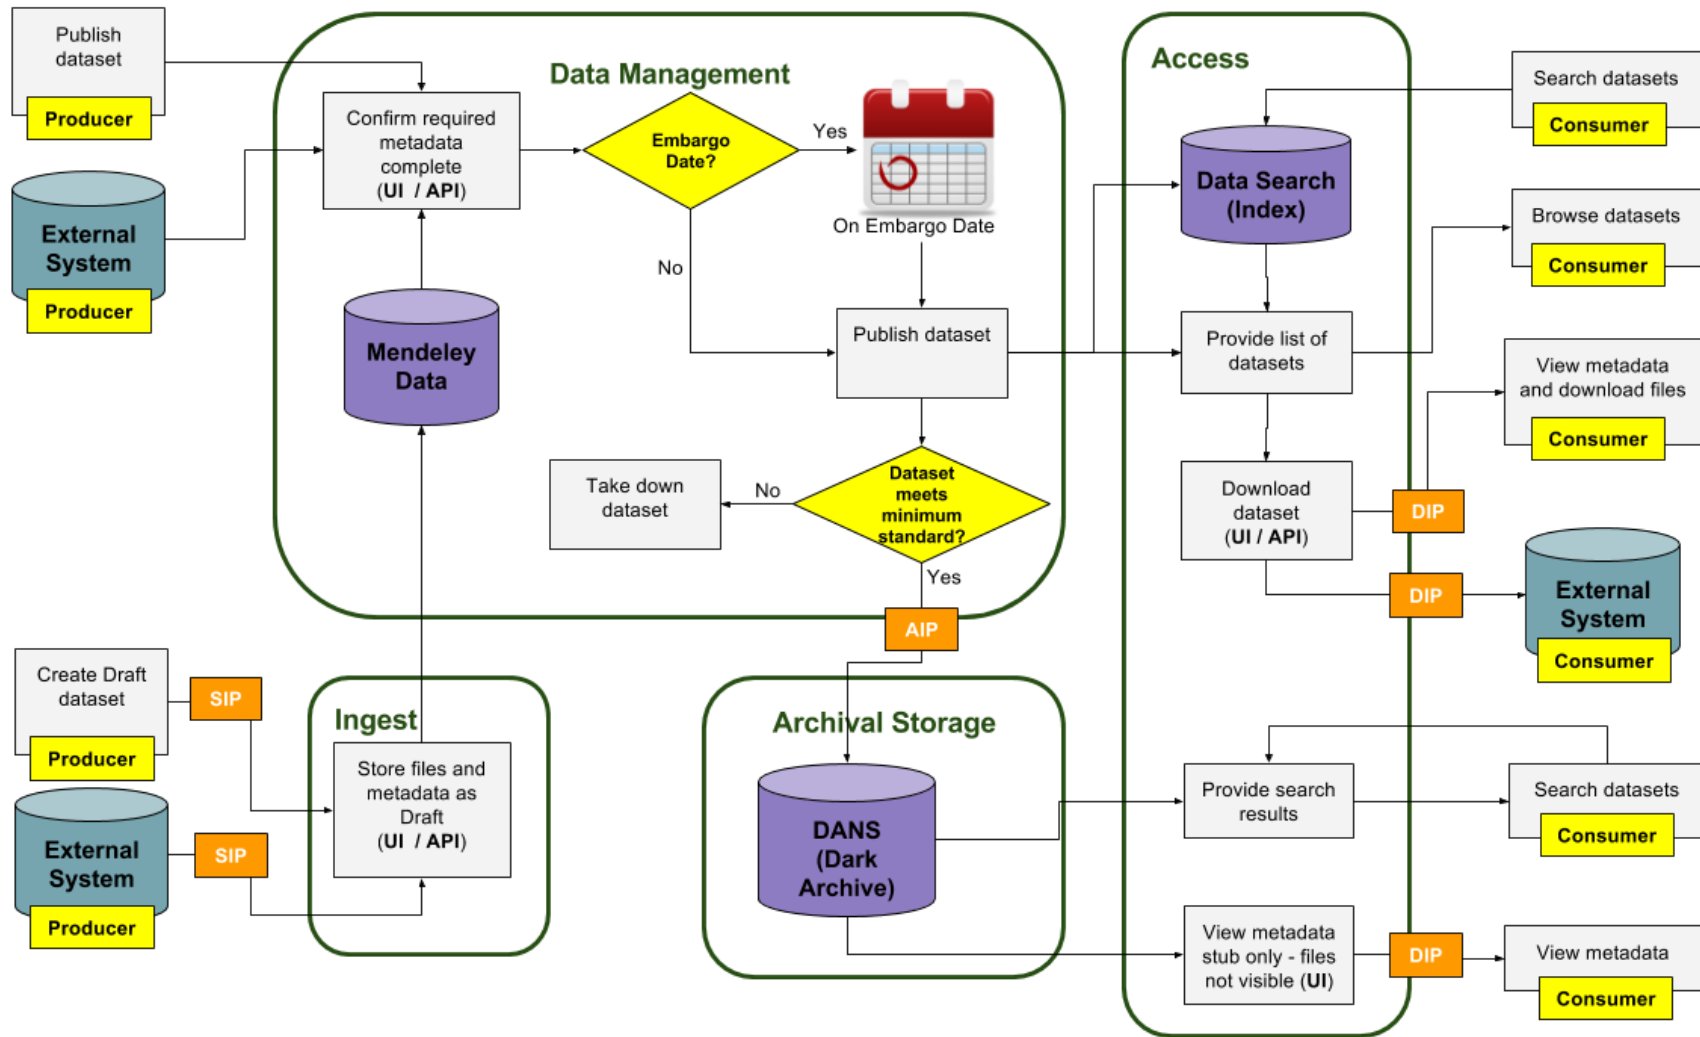 Publish
dataset
Producer
External
System
Producer
Data Management
Confirm required
metadata
complete
(UI / API)
Embargo
Date?
Yes
No
On Embargo Date
Mendeley
Data
Publish dataset
Take down
dataset
No
Dataset
meets
minimum
standard?
Yes
AIP
Access
Data Search
(Index)
Provide list of
datasets
Download
dataset
(UI / API)
DIP
DIP
Search datasets
Consumer
Browse datasets
Consumer
View metadata
and download files
Consumer
External
System
Consumer
Create Draft
dataset
Producer
SIP
External
System
Producer
SIP
Ingest
Store files and
metadata as
Draft
(UI / API)
Archival Storage
DANS
(Dark
Archive)
Provide search
results
Search datasets
Consumer
View metadata
stub only - files
not visible (UI)
DIP
View metadata
Consumer